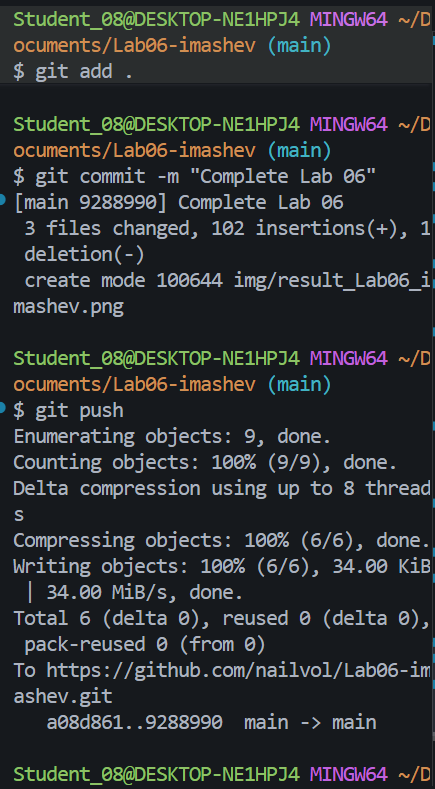 Student_08@DESKTOP-NE1HPJ4 MINGW64 ~/D
ocuments/Lab06-imashev (main)
$ git add .
Student_08@DESKTOP-NE1HPJ4 MINGW64 ~/D
ocuments/Lab06-imashev (main)
$ git commit -m "Complete Lab 06"
[main 9288990] Complete Lab 06
 3 files changed, 102 insertions(+), 1
 deletion(-)
 create mode 100644 img/result_Lab06_i
mashev.png
Student_08@DESKTOP-NE1HPJ4 MINGW64 ~/D
ocuments/Lab06-imashev (main)
$ git push
Enumerating objects: 9, done.
Counting objects: 100% (9/9), done.
Delta compression using up to 8 thread
s
Compressing objects: 100% (6/6), done.
Writing objects: 100% (6/6), 34.00 KiB
 | 34.00 MiB/s, done.
Total 6 (delta 0), reused 0 (delta 0),
 pack-reused 0 (from 0)
To https://github.com/nailvol/Lab06-im
ashev.git
   a08d861..9288990  main -> main
Student_08@DESKTOP-NE1HPJ4 MINGW64 ~/D